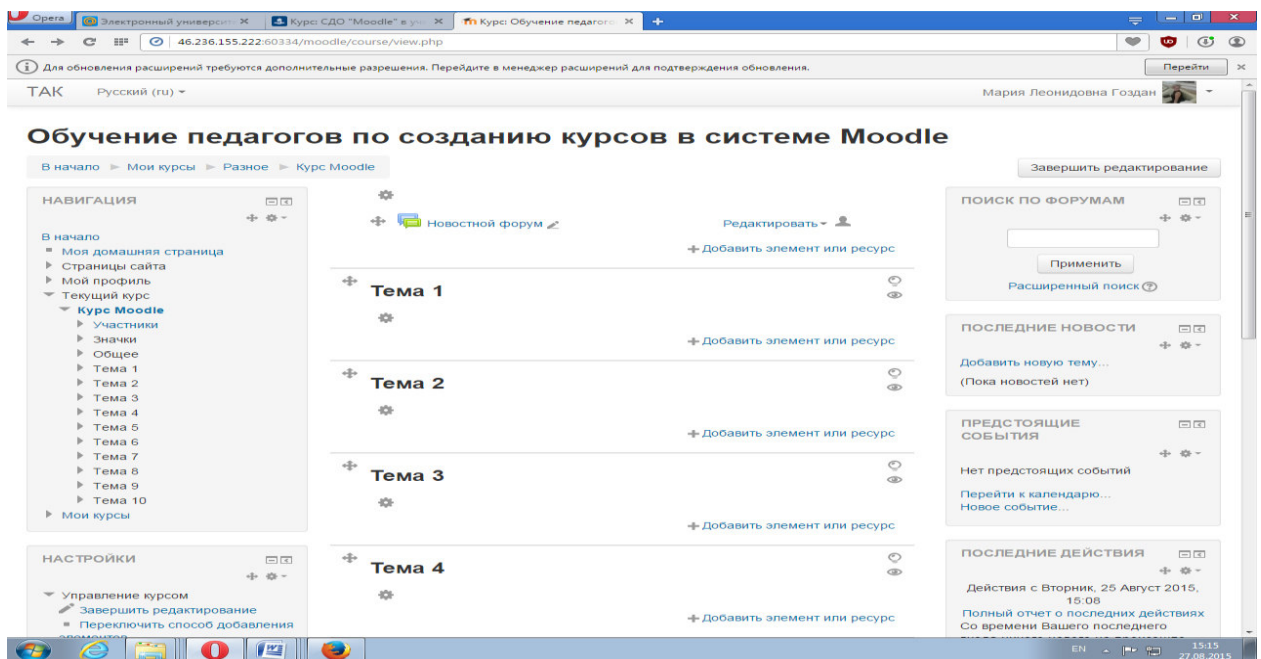 Opera
Электронный универси
Курс: СДО "Moodle" в уч
Курс: Обучение педагого
46.236.155.222:60334/moodle/course/view.php
Для обновления расширений требуются дополнительные разрешения. Перейдите в менеджер расширений для подтверждения обновления.
Перейти
ТАК
Русский (ru)
Мария Леонидовна Гоздан
Обучение педагогов по созданию курсов в системе Moodle
В начало
Мои курсы
Разное
Курс Moodle
Завершить редактирование
НАВИГАЦИЯ
В начало
Моя домашняя страница
Страницы сайта
Мой профиль
Текущий курс
Курс Moodle
Участники
Значки
Общее
Тема 1
Тема 2
Тема 3
Тема 4
Тема 5
Тема 6
Тема 7
Тема 8
Тема 9
Тема 10
Мои курсы
НАСТРОЙКИ
Управление курсом
Завершить редактирование
Переключить способ добавления
элементов
Новостной форум
Редактировать
Добавить элемент или ресурс
Тема 1
Добавить элемент или ресурс
Тема 2
Добавить элемент или ресурс
Тема 3
Добавить элемент или ресурс
Тема 4
Добавить элемент или ресурс
ПОИСК ПО ФОРУМАМ
Применить
Расширенный поиск
ПОСЛЕДНИЕ НОВОСТИ
Добавить новую тему...
(Пока новостей нет)
ПРЕДСТОЯЩИЕ
СОБЫТИЯ
Нет предстоящих событий
Перейти к календарю...
Новое событие...
ПОСЛЕДНИЕ ДЕЙСТВИЯ
Действия с Вторник, 25 Август 2015,
15:08
Полный отчет о последних действиях
Со времени Вашего последнего
EN
15:15
27.08.2015